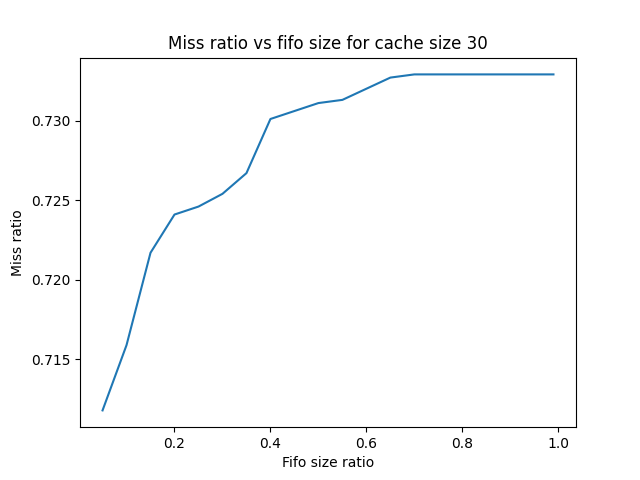 Miss ratio vs fifo size for cache size 30
0.730
0.725
0.720
0.715
Miss ratio
0.2 0.4 0.6 0.8 1.0
Fifo size ratio